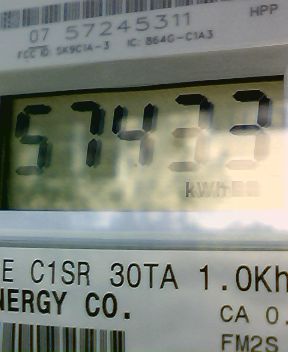 HPP
07 57245311
FCC ID: SK9C1A-3 IC: 864G-C1A3
57433
kWh
E C1SR 30TA 1.0Kh
NERGY CO.
CA 0.
FM2S